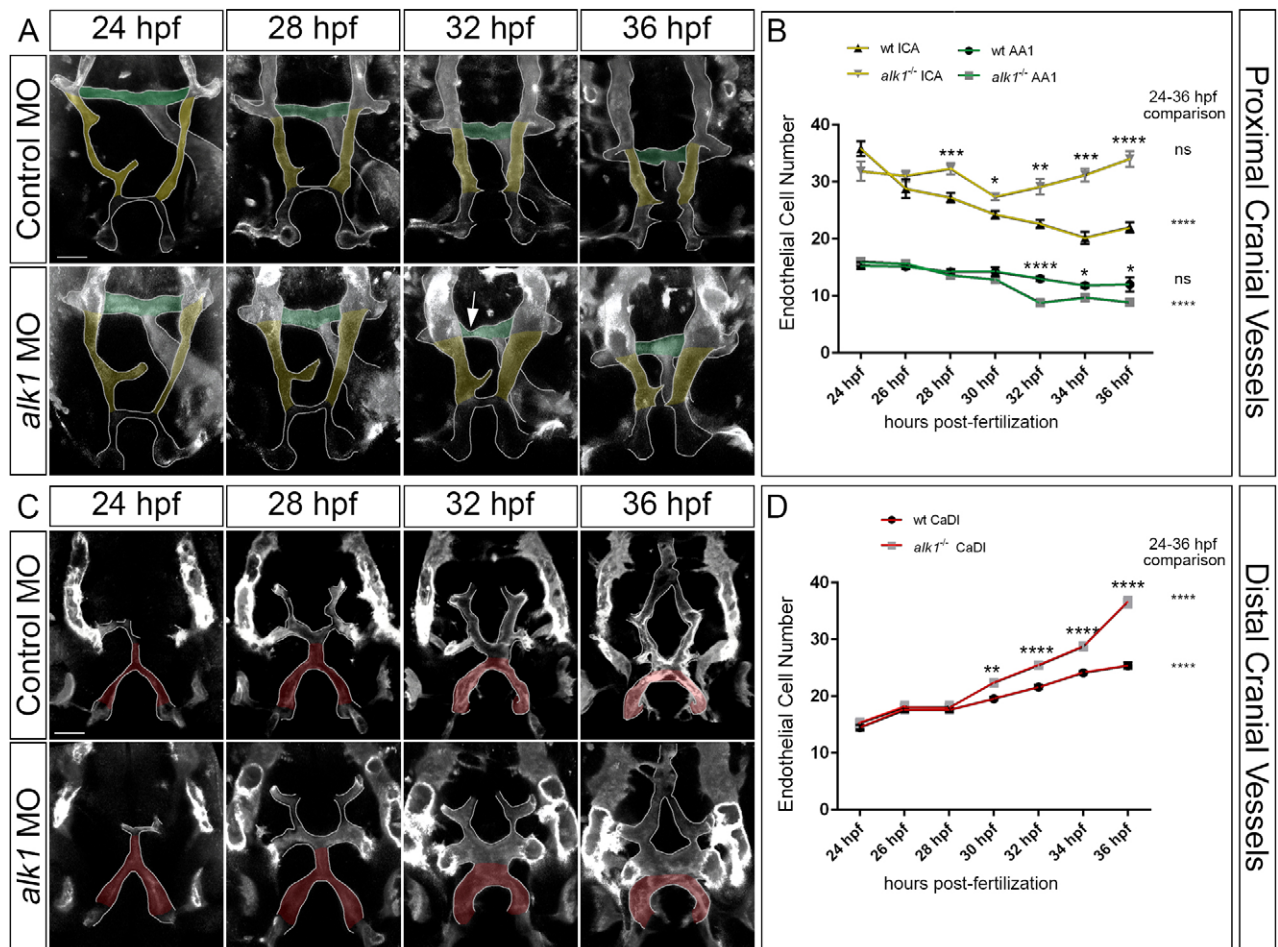 A
24 hpf
28 hpf
32 hpf
36 hpf
Control MO
alk1 MO
B
wt ICA
wt AA1
alk1-/- ICA
alk1-/- AA1
24-36 hpf
comparison
Endothelial Cell Number
40
30
20
10
0
***
*
**
***
****
ns
****
****
*
*
ns
****
24 hpf
26 hpf
28 hpf
30 hpf
32 hpf
34 hpf
36 hpf
hours post-fertilization
Proximal Cranial Vessels
C
24 hpf
28 hpf
32 hpf
36 hpf
Control MO
alk1 MO
D
wt CaDI
alk1-/- CaDI
24-36 hpf
comparison
Endothelial Cell Number
40
30
20
10
0
**
****
****
****
****
****
24 hpf
26 hpf
28 hpf
30 hpf
32 hpf
34 hpf
36 hpf
hours post-fertilization
Distal Cranial Vessels